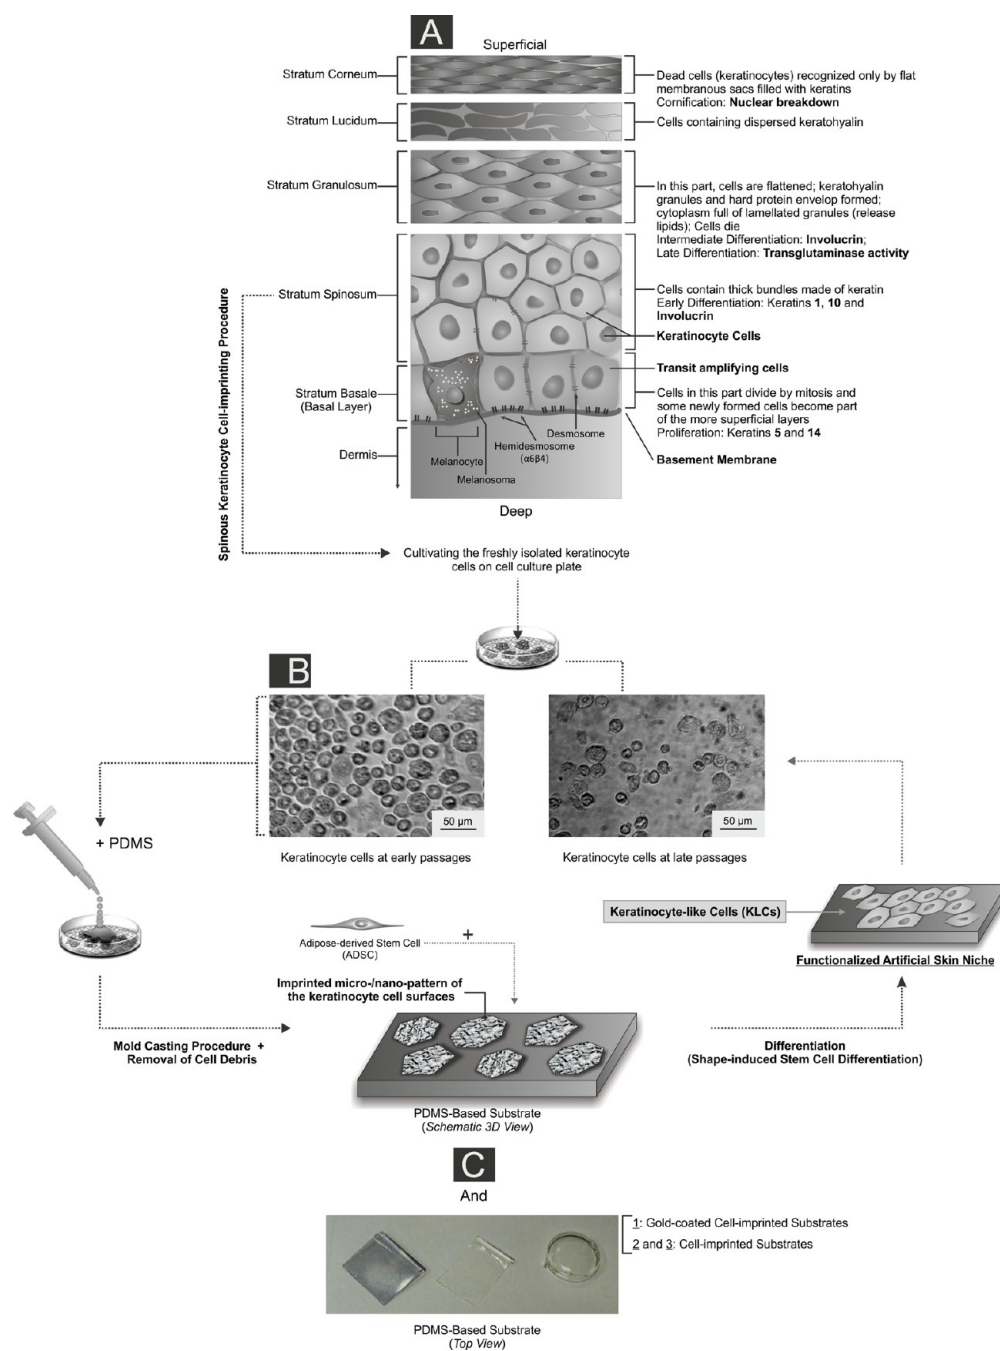 A
Superficial
Stratum Corneum
Dead cells (keratinocytes) recognized only by flat
membranous sacs filled with keratins
Cornification: Nuclear breakdown
Stratum Lucidum
Cells containing dispersed keratohyalin
Stratum Granulosum
In this part, cells are flattened; keratohyalin
granules and hard protein envelop formed;
cytoplasm full of lamellated granules (release
lipids); Cells die
Intermediate Differentiation: Involucrin;
Late Differentiation: Transglutaminase activity
Stratum Spinosum
Cells contain thick bundles made of keratin
Early Differentiation: Keratins 1, 10 and
Involucrin
Keratinocyte Cells
Transit amplifying cells
Stratum Basale
(Basal Layer)
Cells in this part divide by mitosis and
some newly formed cells become part
of the more superficial layers
Proliferation: Keratins 5 and 14
Basement Membrane
Desmosome
Hemidesmosome
(α6β4)
Dermis
Melanocyte
Melanosoma
Deep
Spinous Keratinocyte Cell-imprinting Procedure
Cultivating the freshly isolated keratinocyte
cells on cell culture plate
B
50 µm
50 µm
Keratinocyte cells at early passages
Keratinocyte cells at late passages
+ PDMS
Keratinocyte-like Cells (KLCs)
Functionalized Artificial Skin Niche
Adipose-derived Stem Cell
(ADSC)
+
Imprinted micro-/nano-pattern of
the keratinocyte cell surfaces
Mold Casting Procedure +
Removal of Cell Debris
Differentiation
(Shape-induced Stem Cell Differentiation)
PDMS-Based Substrate
(Schematic 3D View)
C
And
1: Gold-coated Cell-imprinted Substrates
2 and 3: Cell-imprinted Substrates
PDMS-Based Substrate
(Top View)